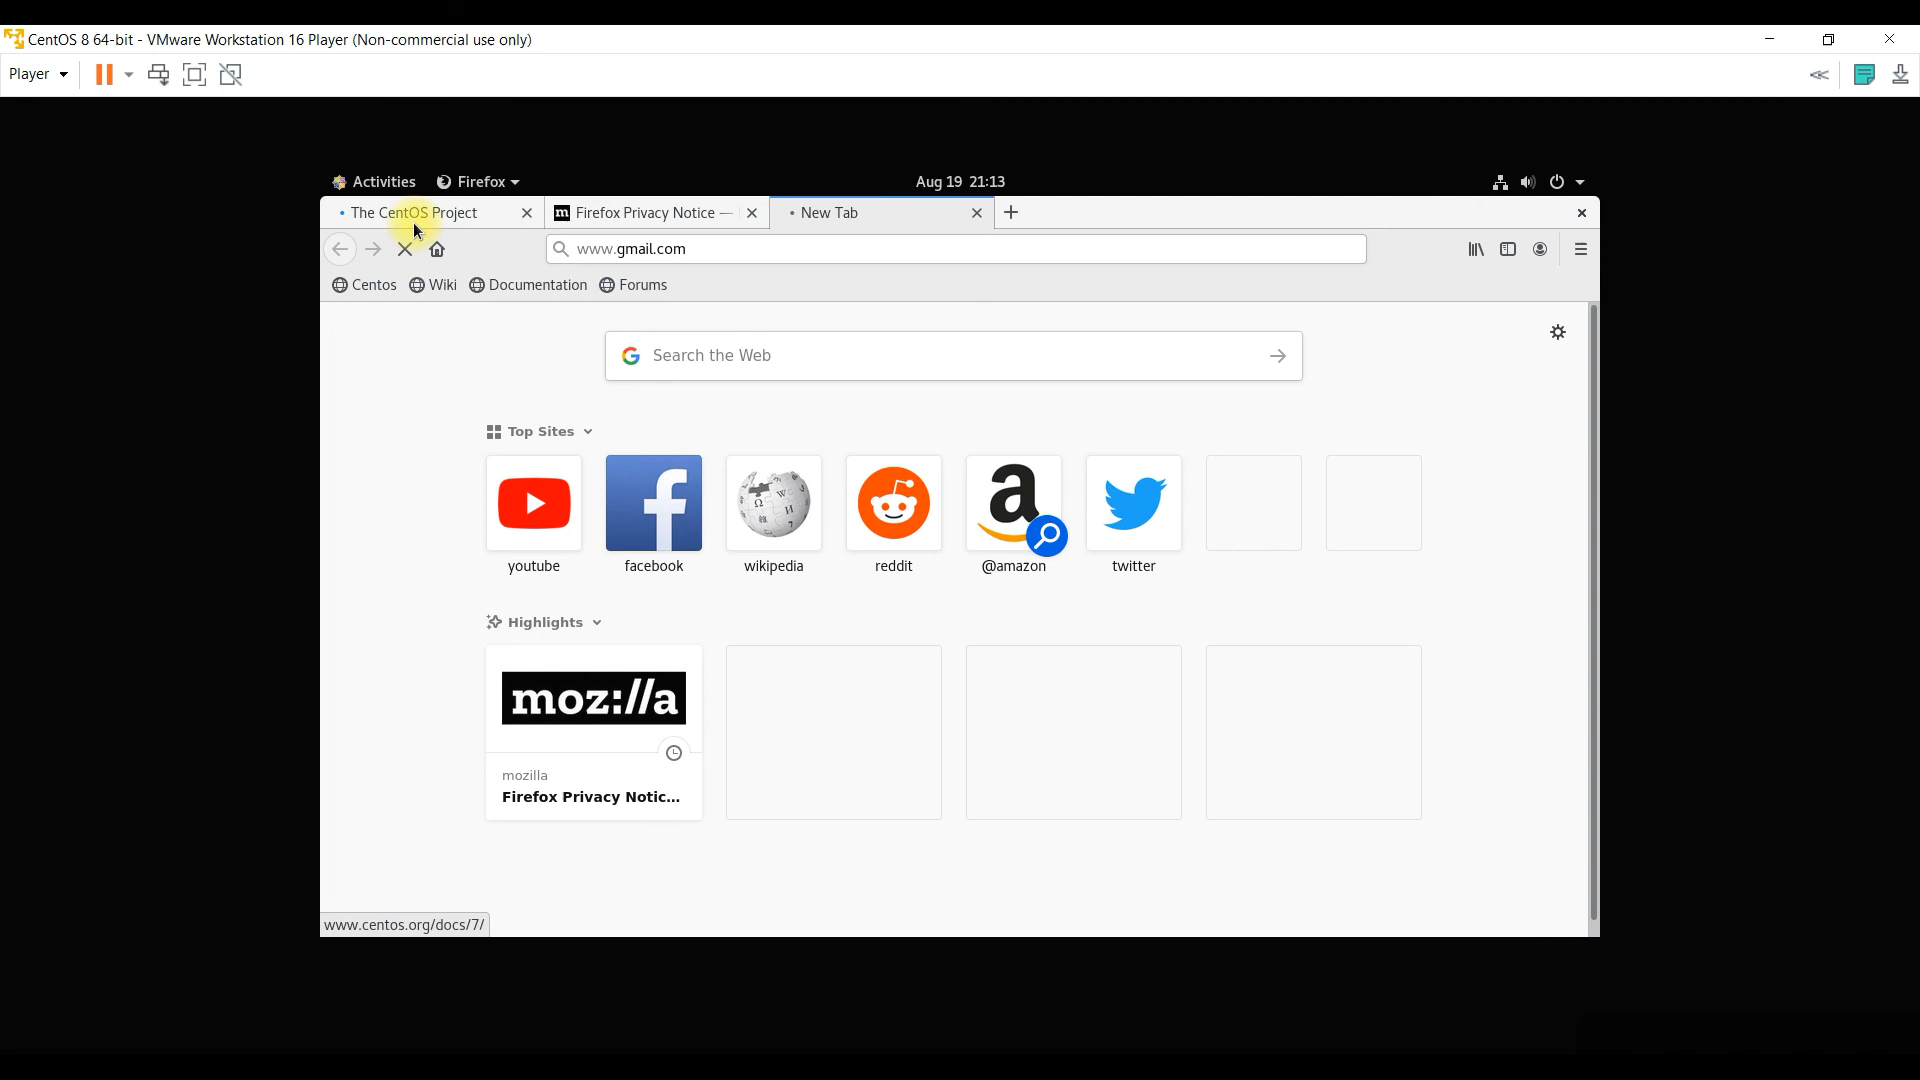 CentOS 8 64-bit - VMware Workstation 16 Player (Non-commercial use only)
Player
Activities Firefox Aug 19 21:13
The CentOS Project m Firefox Privacy Notice — New Tab
www.gmail.com
Centos Wiki Documentation Forums
Search the Web
Top Sites
youtube facebook wikipedia reddit @amazon twitter
Highlights
moz://a
mozilla
Firefox Privacy Notic...
www.centos.org/docs/7/